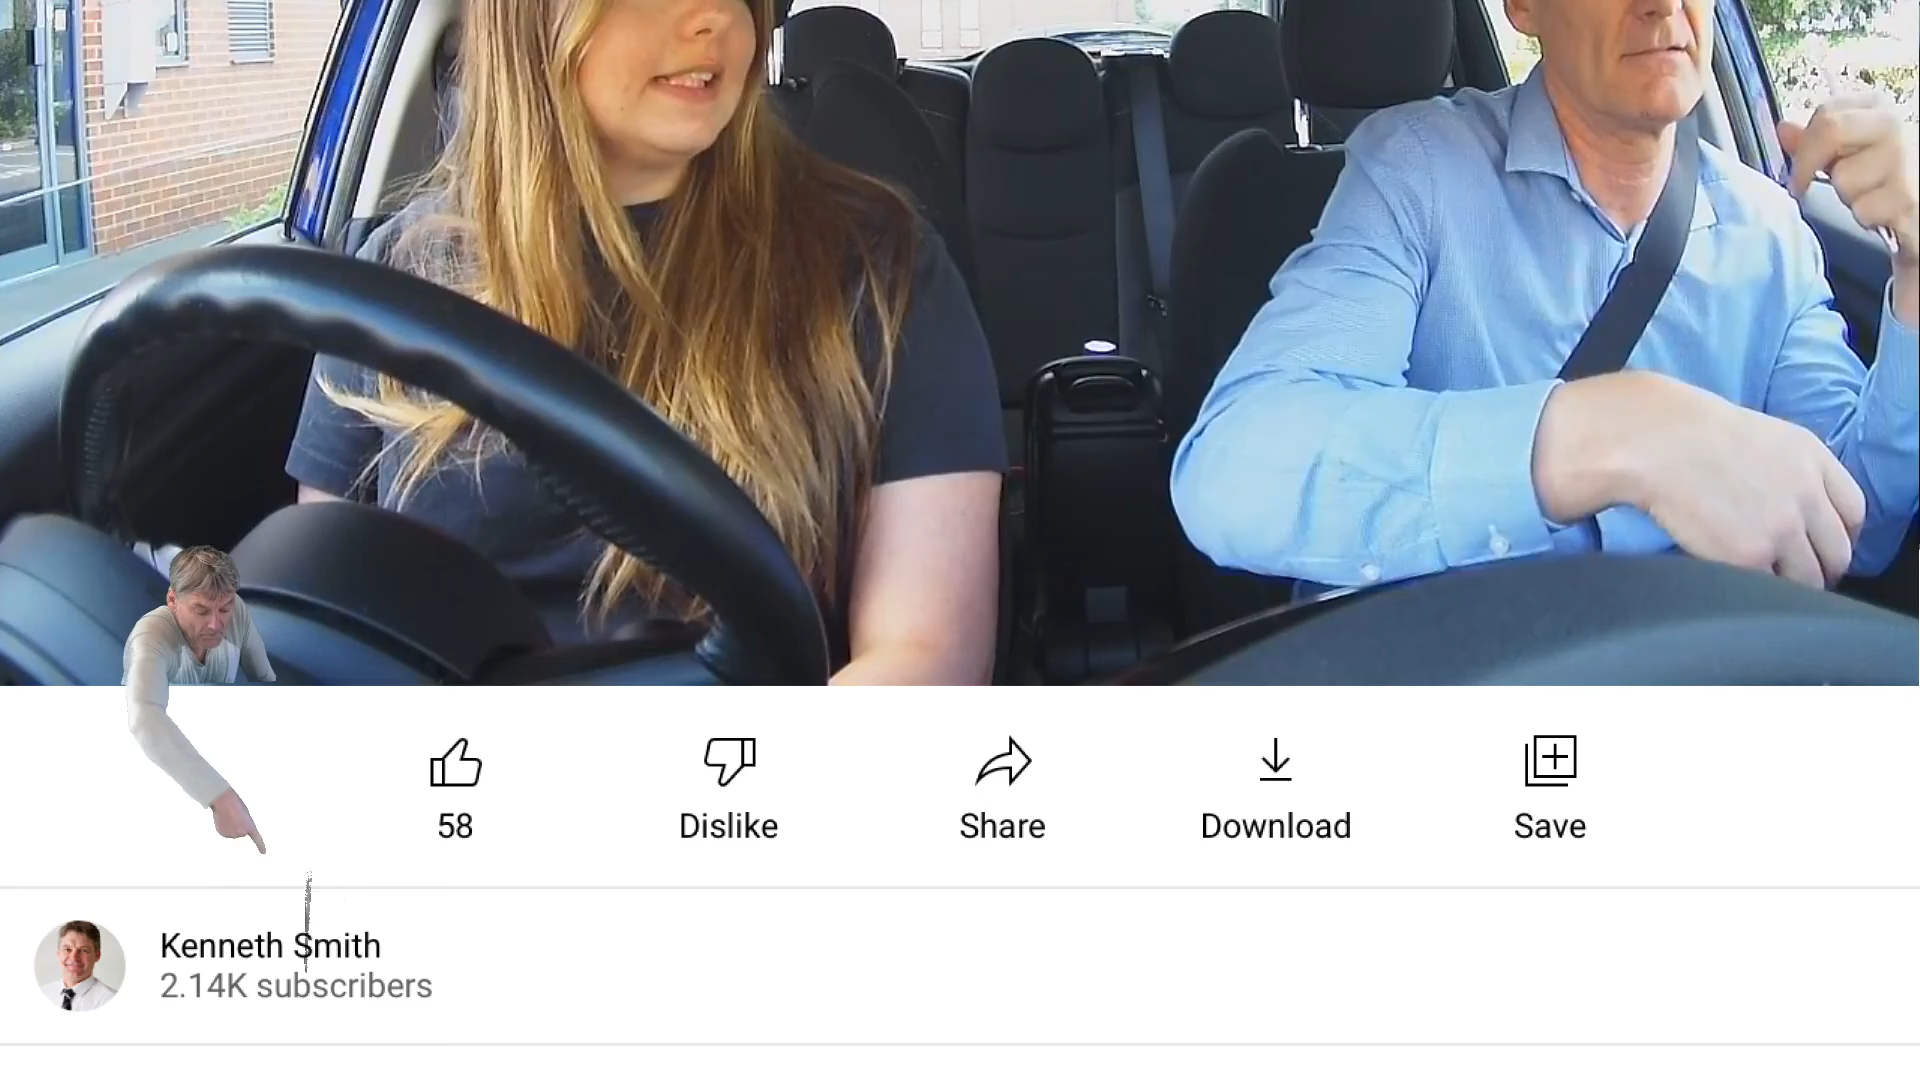 58
Dislike
Share
Download
Save
Kenneth Smith
2.14K subscribers